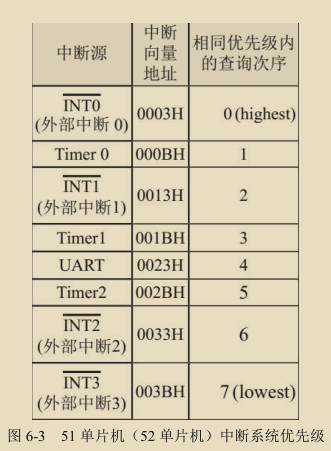 中断源
中断
向量
地址
相同优先级内
的查询次序
INT0
(外部中断 0)
0003H
0 (highest)
Timer 0
000BH
1
INT1
(外部中断1)
0013H
2
Timer1
001BH
3
UART
0023H
4
Timer2
002BH
5
INT2
(外部中断2)
0033H
6
INT3
(外部中断3)
003BH
7 (lowest)
图 6-3 51 单片机（52 单片机）中断系统优先级